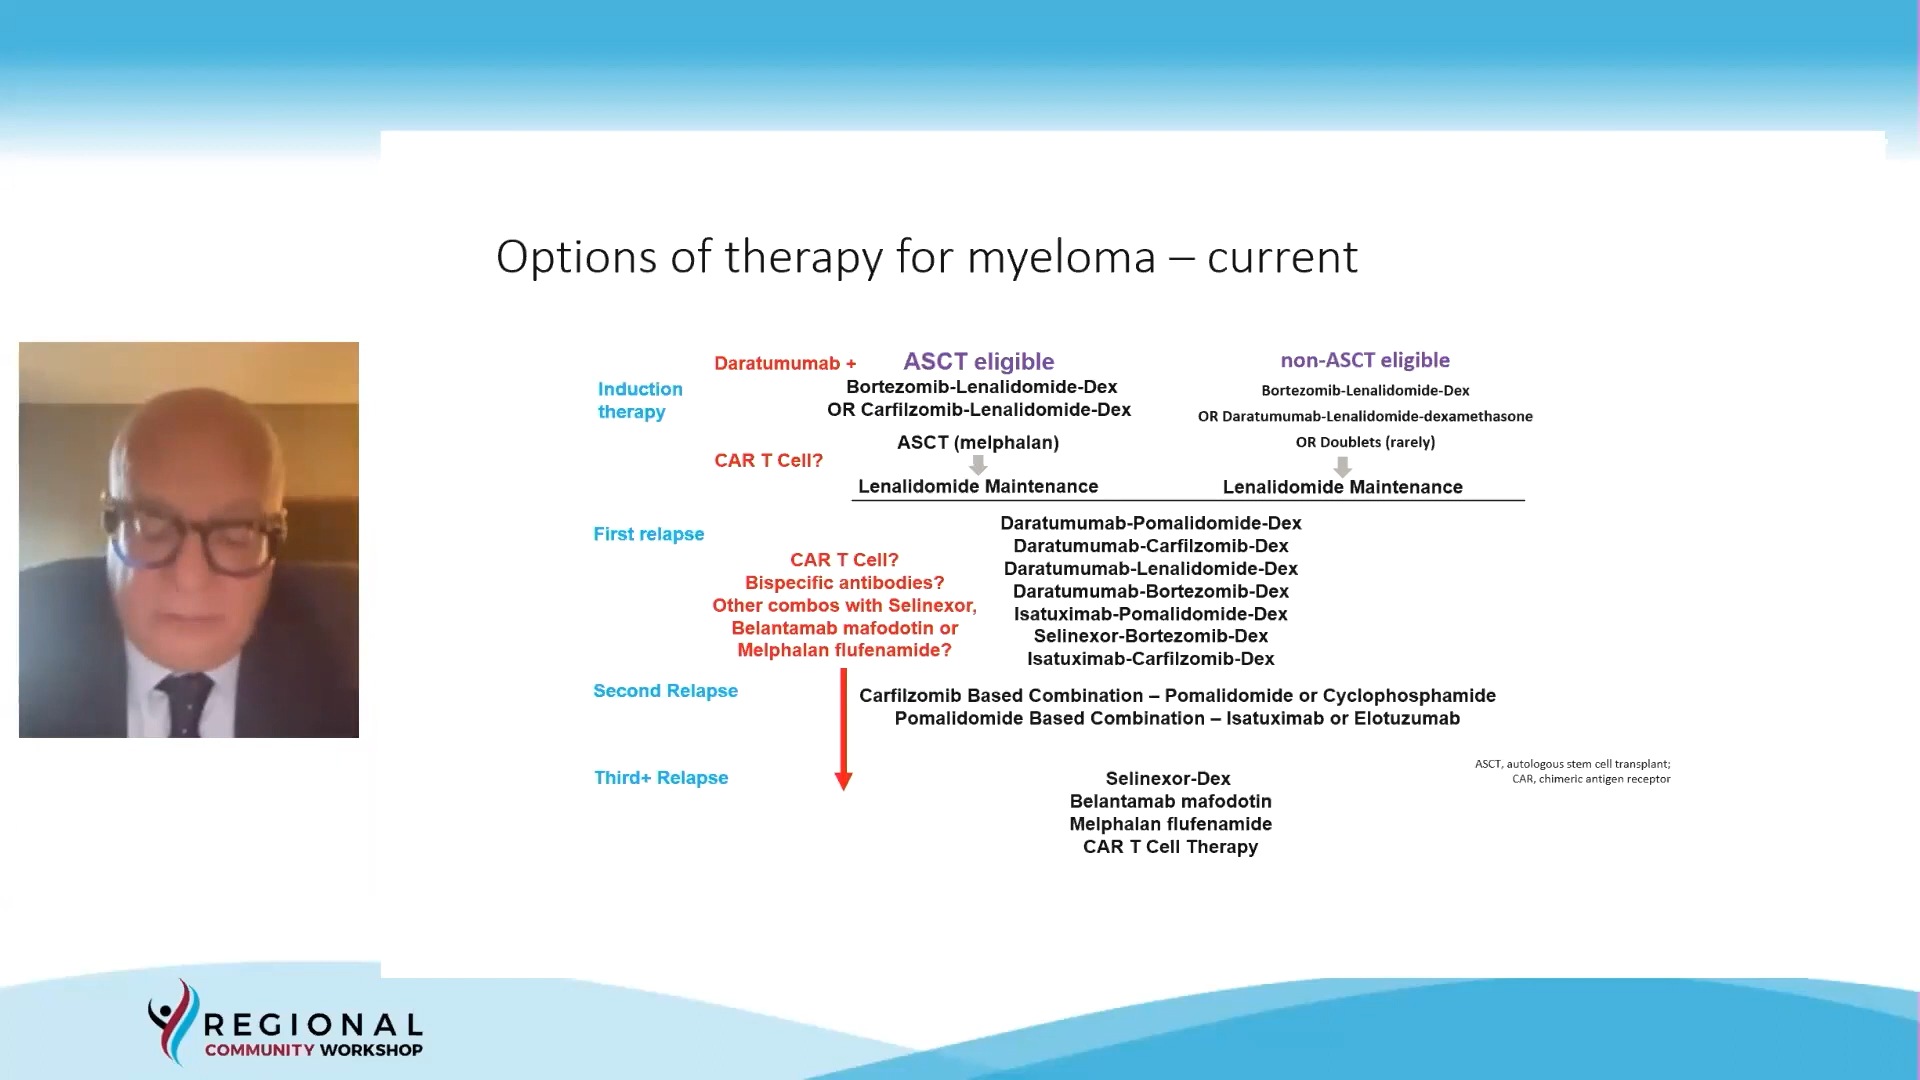 Options of therapy for myeloma – current
Daratumumab +
ASCT eligible
non-ASCT eligible
Induction
therapy
Bortezomib-Lenalidomide-Dex
OR Carfilzomib-Lenalidomide-Dex
ASCT (melphalan)
Bortezomib-Lenalidomide-Dex
OR Daratumumab-Lenalidomide-dexamethasone
OR Doublets (rarely)
CAR T Cell?
Lenalidomide Maintenance
Lenalidomide Maintenance
First relapse
Daratumumab-Pomalidomide-Dex
Daratumumab-Carfilzomib-Dex
Daratumumab-Lenalidomide-Dex
Daratumumab-Bortezomib-Dex
Isatuximab-Pomalidomide-Dex
Selinexor-Bortezomib-Dex
Isatuximab-Carfilzomib-Dex
CAR T Cell?
Bispecific antibodies?
Other combos with Selinexor,
Belantamab mafodotin or
Melphalan flufenamide?
Second Relapse
Carfilzomib Based Combination – Pomalidomide or Cyclophosphamide
Pomalidomide Based Combination – Isatuximab or Elotuzumab
Third+ Relapse
Selinexor-Dex
Belantamab mafodotin
Melphalan flufenamide
CAR T Cell Therapy
ASCT, autologous stem cell transplant;
CAR, chimeric antigen receptor
REGIONAL
COMMUNITY WORKSHOP